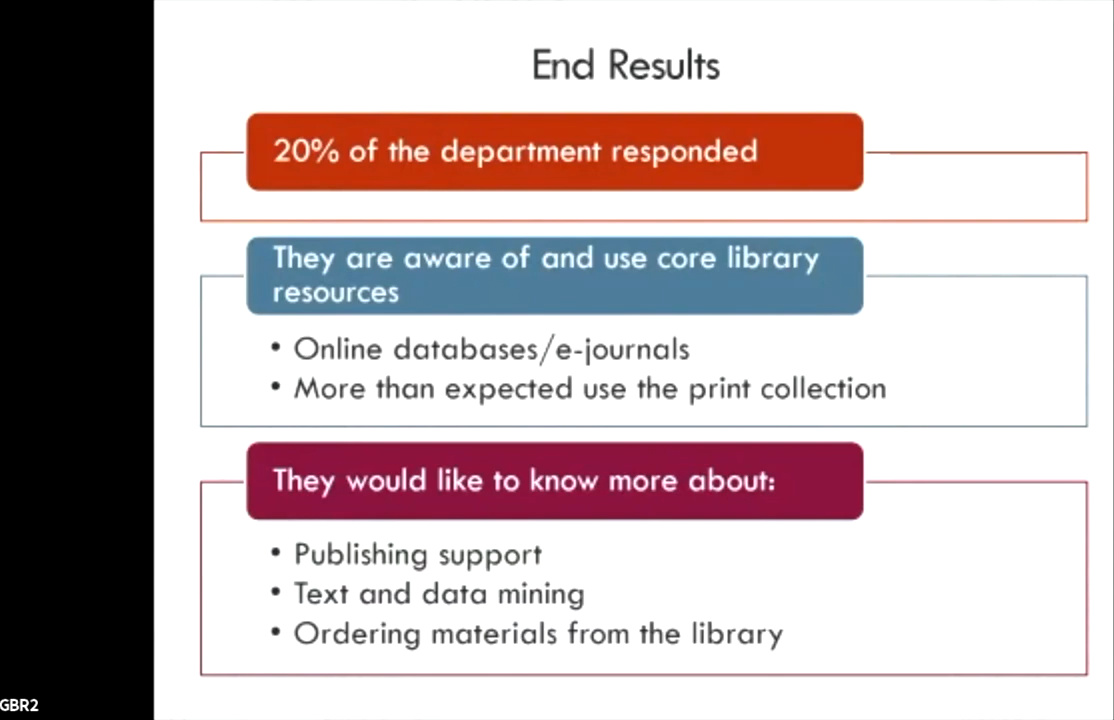 End Results
20% of the department responded
They are aware of and use core library
resources
• Online databases/e-journals
• More than expected use the print collection
They would like to know more about:
• Publishing support
• Text and data mining
• Ordering materials from the library
GBR2